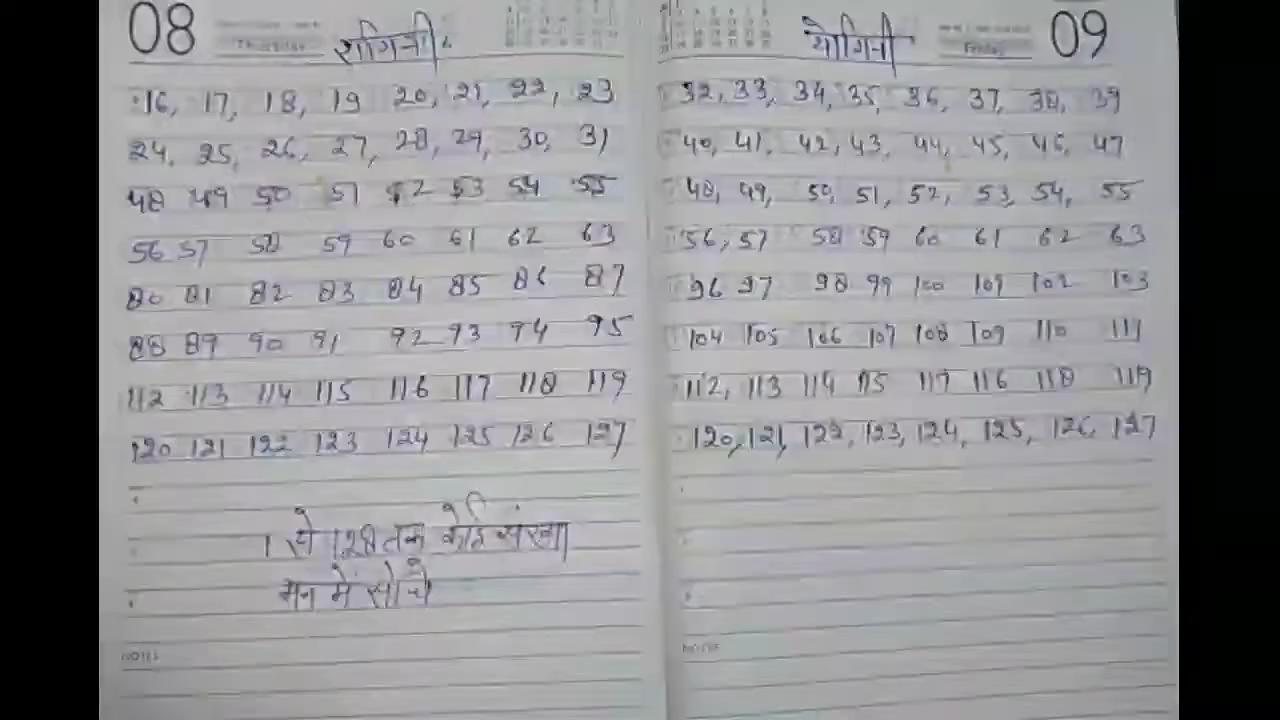 08
Thursday
रागिनी
16, 17, 18, 19 20, 21, 22, 23
24, 25, 26, 27, 28, 29, 30, 31
48 49 50 51 52 53 54 55
56 57 58 59 60 61 62 63
80 81 82 83 84 85 86 87
88 89 90 91 92 93 94 95
112 113 114 115 116 117 118 119
120 121 122 123 124 125 126 127
1 से 128 तक कोई संख्या
मन में सोचे
NOTES
योगिनी
Friday
09
32, 33, 34, 35, 36, 37, 38, 39
40, 41, 42, 43, 44, 45, 46, 47
48, 49, 50, 51, 52, 53, 54, 55
56, 57 58 59 60 61 62 63
96 97 98 99 100 101 102 103
104 105 106 107 108 109 110 111
112, 113 114 115 117 116 118 119
120, 121, 122, 123, 124, 125, 126, 127
NOTES